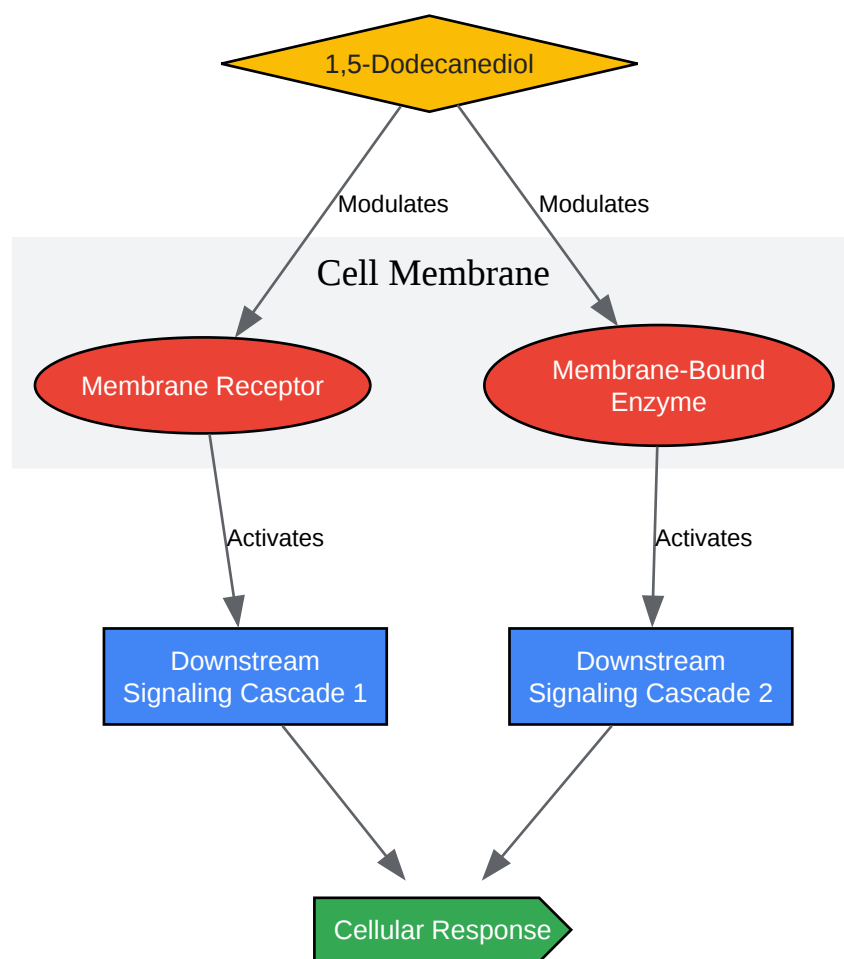 1,5-Dodecanediol
Modulates
Modulates
Cell Membrane
Membrane Receptor
Membrane-Bound
Enzyme
Activates
Activates
Downstream
Signaling Cascade 1
Downstream
Signaling Cascade 2
Cellular Response